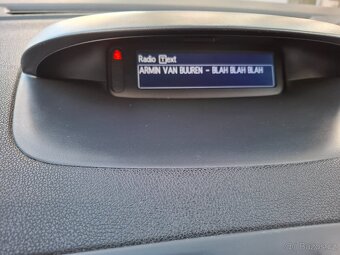 Radio Text
ARMIN VAN BUUREN - BLAH BLAH BLAH